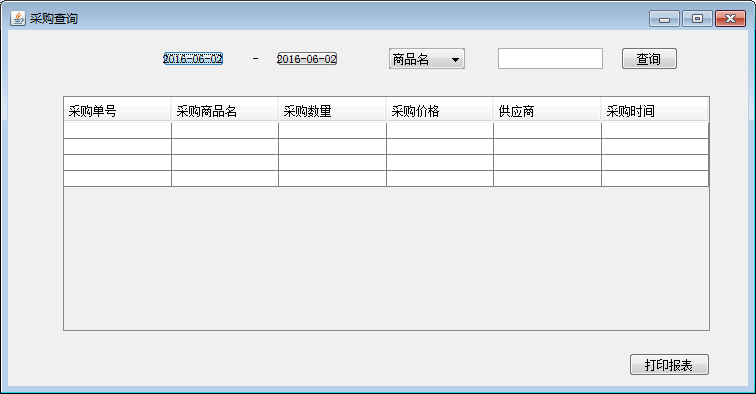 采购查询
2016-06-02 - 2016-06-02 商品名 查询
采购单号 采购商品名 采购数量 采购价格 供应商 采购时间
打印报表